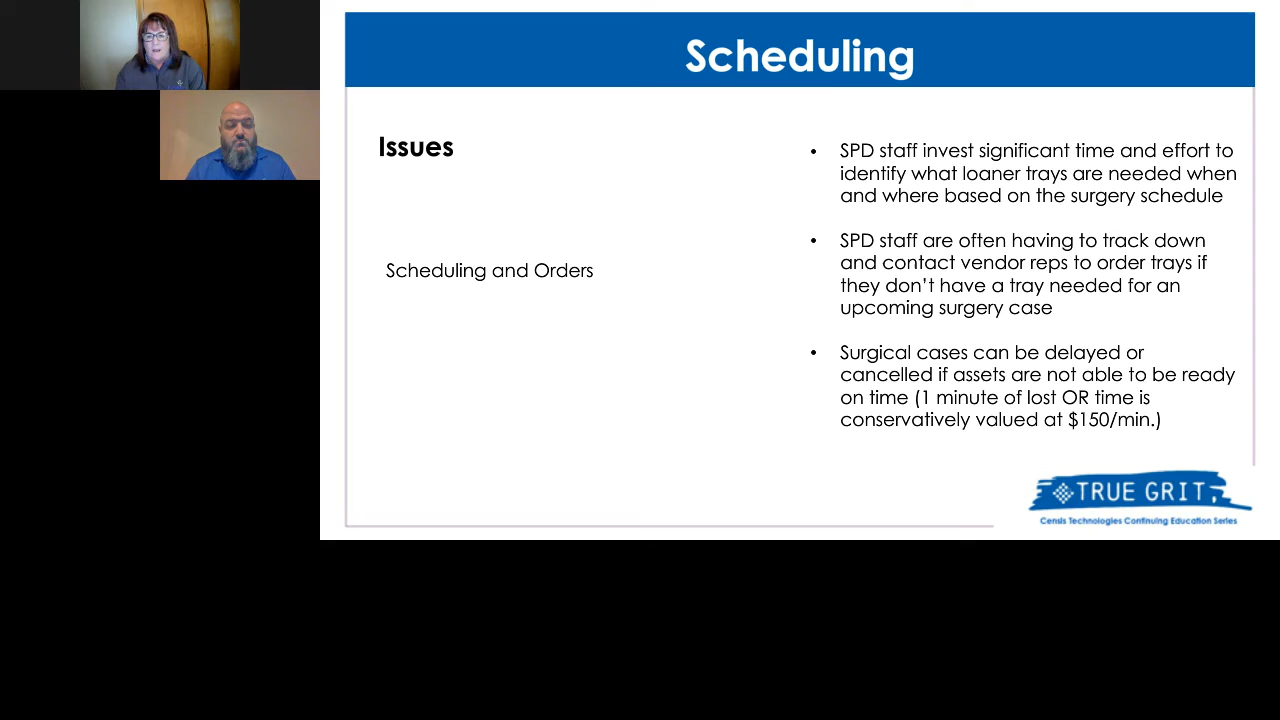 Scheduling
Issues
Scheduling and Orders
• SPD staff invest significant time and effort to
identify what loaner trays are needed when
and where based on the surgery schedule
• SPD staff are often having to track down
and contact vendor reps to order trays if
they don’t have a tray needed for an
upcoming surgery case
• Surgical cases can be delayed or
cancelled if assets are not able to be ready
on time (1 minute of lost OR time is
conservatively valued at $150/min.)
TRUE GRIT
Censis Technologies Continuing Education Series